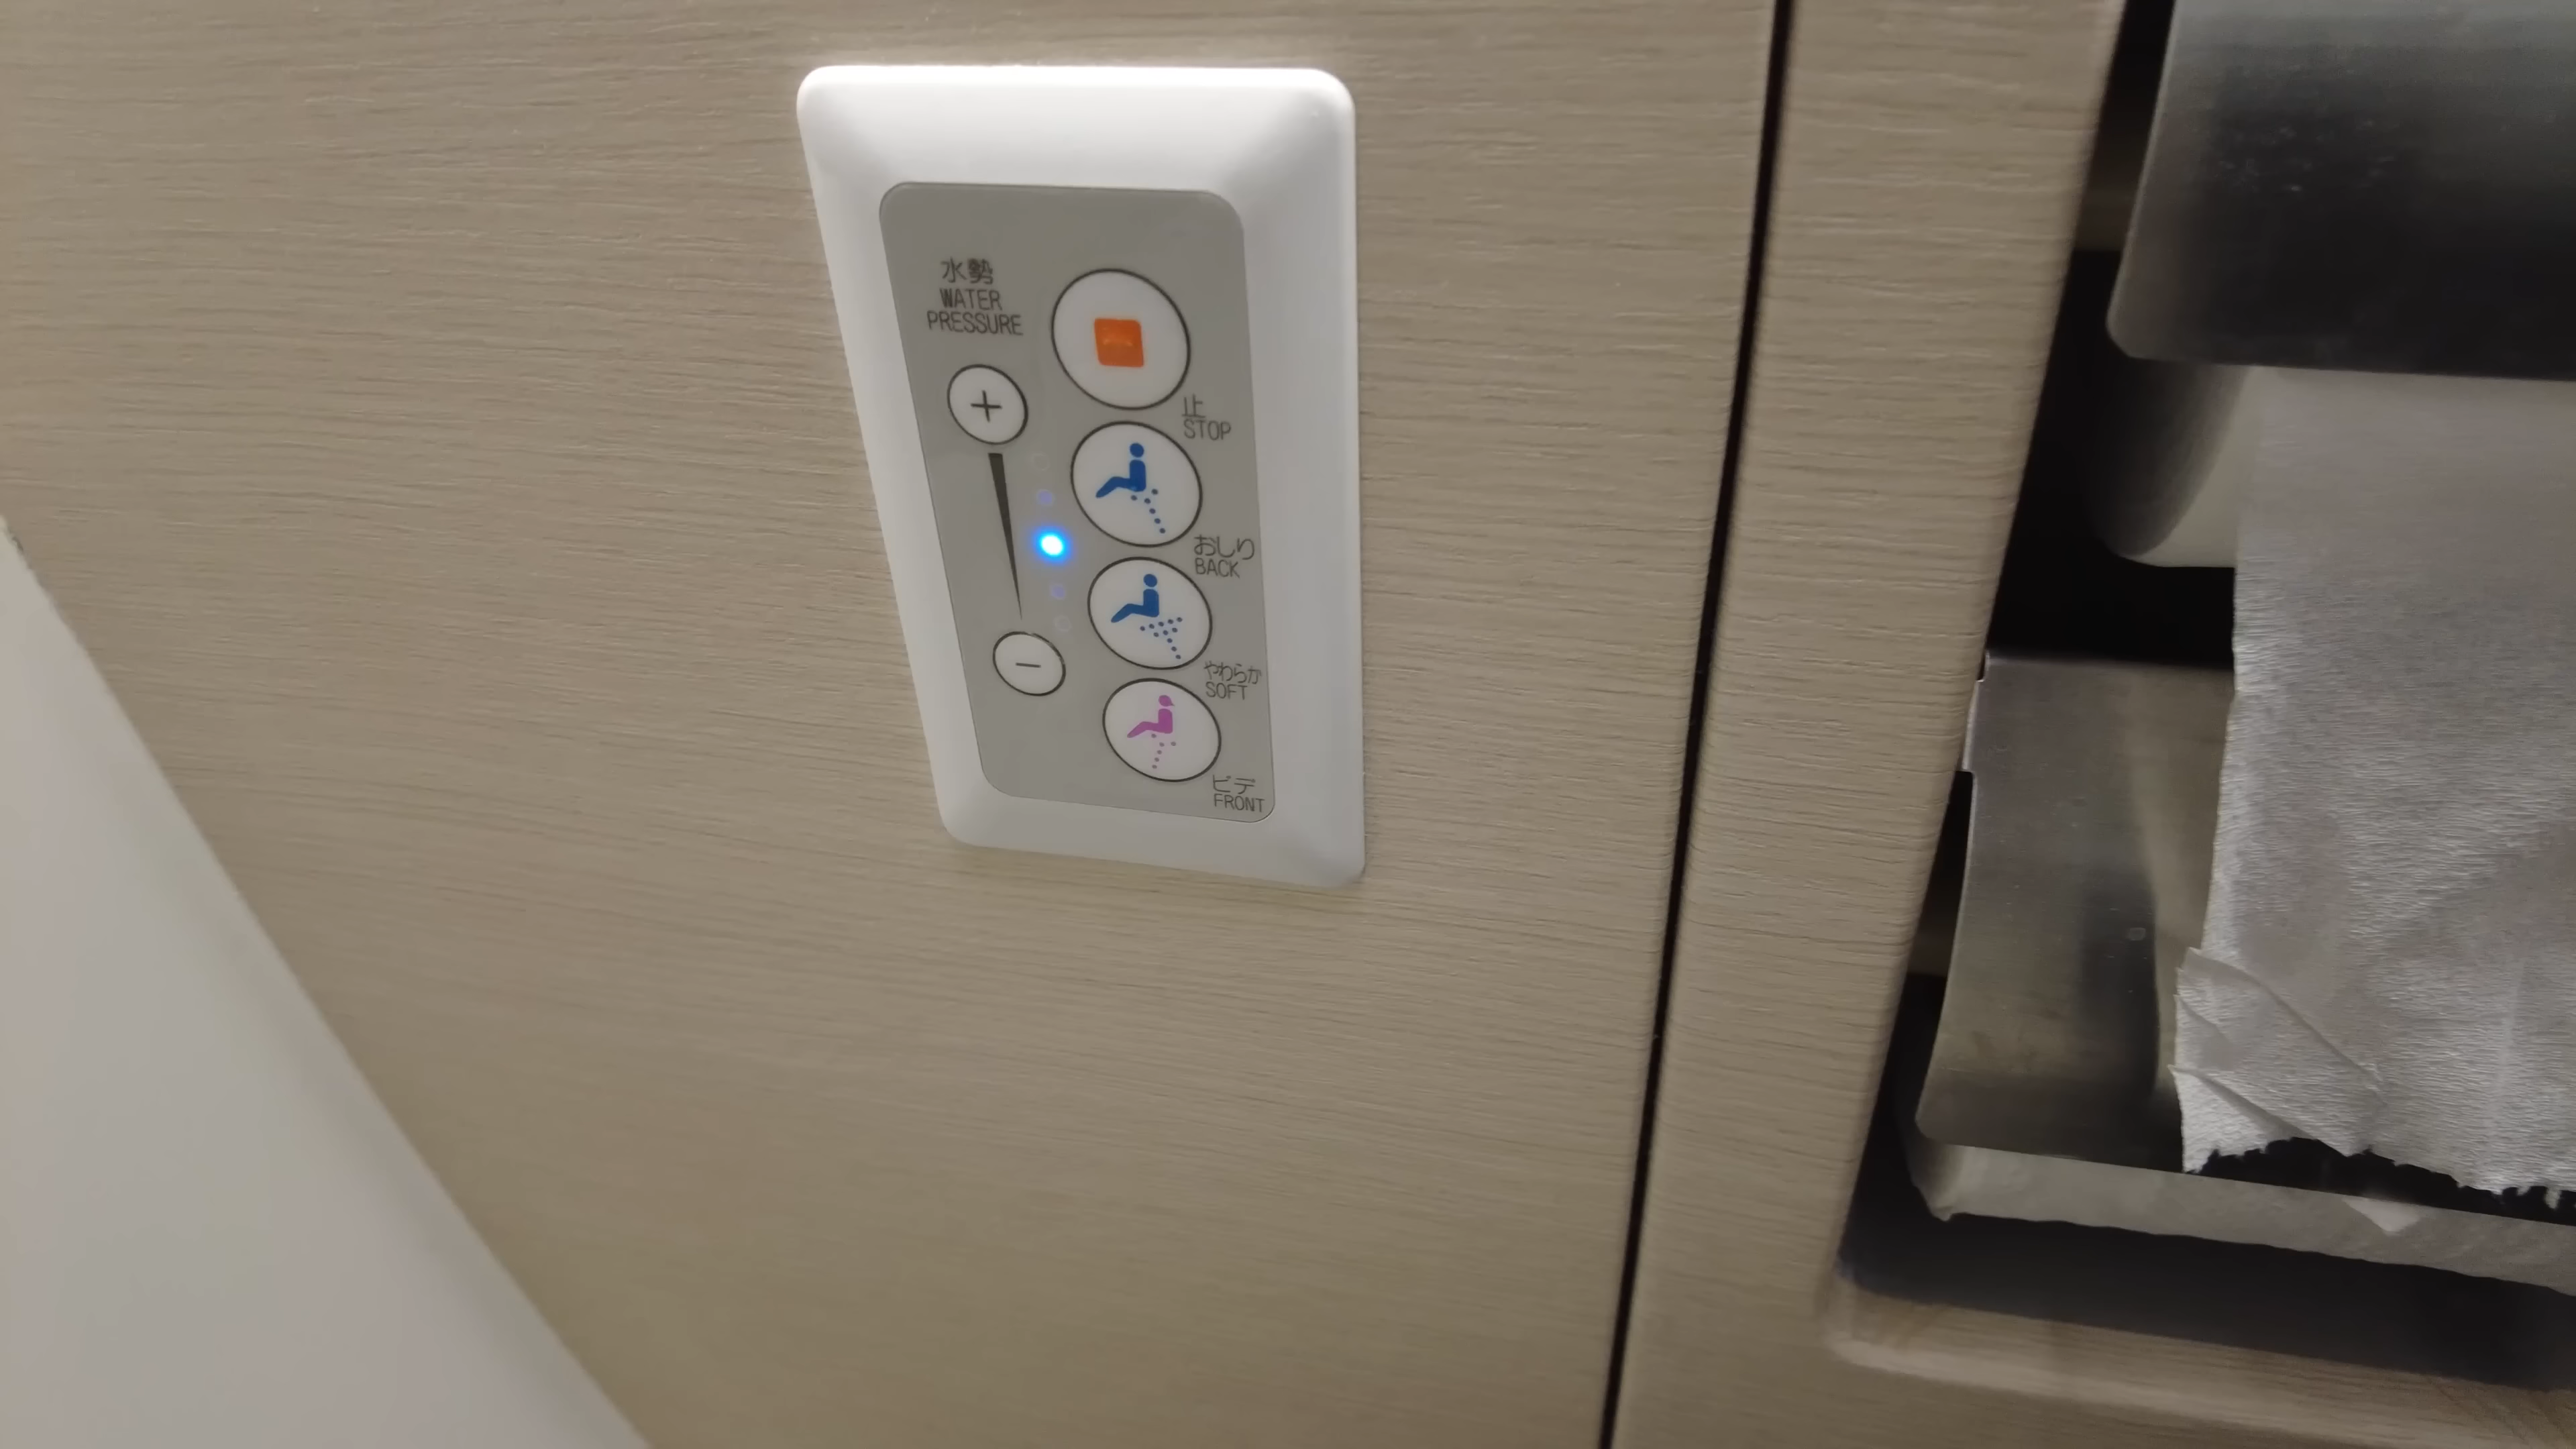 水勢
WATER
PRESSURE
+
−
止
STOP
おしり
BACK
やわらか
SOFT
ビデ
FRONT